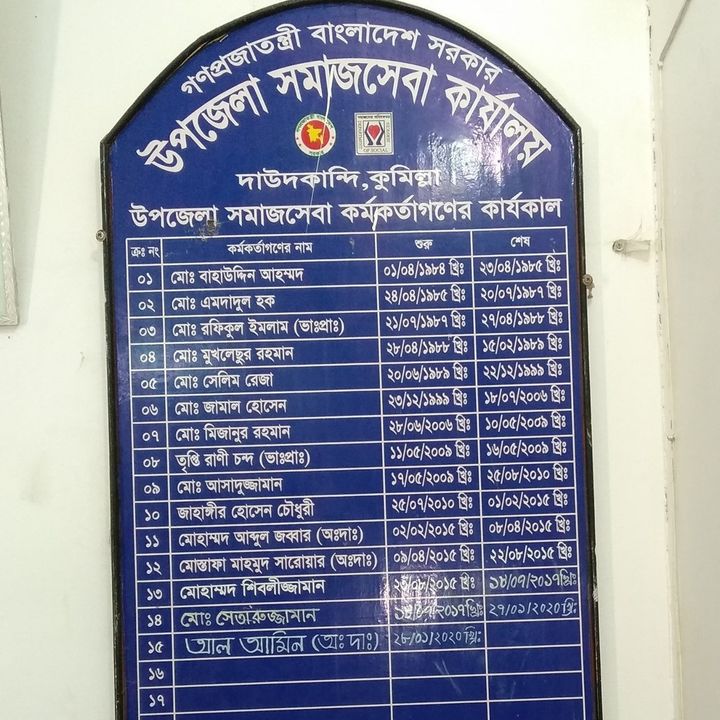 গণপ্রজাতন্ত্রী বাংলাদেশ সরকার
উপজেলা সমাজসেবা কার্যালয়
দাউদকান্দি, কুমিল্লা
উপজেলা সমাজসেবা কর্মকর্তাগণের কার্যকাল
ক্রঃ নং কর্মকর্তাগণের নাম শুরু শেষ
০১ মোঃ বাহাউদ্দিন আহম্মদ ০১/০৪/১৯৮৪ খ্রিঃ ২৩/০৪/১৯৮৫ খ্রিঃ
০২ মোঃ এমদাদুল হক ২৪/০৪/১৯৮৫ খ্রিঃ ২০/০৭/১৯৮৭ খ্রিঃ
০৩ মোঃ রফিকুল ইমলাম (ভাঃপ্রাঃ) ২১/০৭/১৯৮৭ খ্রিঃ ২৭/০৪/১৯৮৮ খ্রিঃ
০৪ মোঃ মুখলেছুর রহমান ২৮/০৪/১৯৮৮ খ্রিঃ ১৫/০২/১৯৮৯ খ্রিঃ
০৫ মোঃ সেলিম রেজা ২০/০৬/১৯৮৯ খ্রিঃ ২২/১২/১৯৯৯ খ্রিঃ
০৬ মোঃ জামাল হোসেন ২৩/১২/১৯৯৯ খ্রিঃ ১৮/০৭/২০০৬ খ্রিঃ
০৭ মোঃ মিজানুর রহমান ২৮/০৬/২০০৬ খ্রিঃ ১০/০৫/২০০৯ খ্রিঃ
০৮ তৃপ্তি রাণী চন্দ (ভাঃপ্রাঃ) ১১/০৫/২০০৯ খ্রিঃ ১৬/০৫/২০০৯ খ্রিঃ
০৯ মোঃ আসাদুজ্জামান ১৭/০৫/২০০৯ খ্রিঃ ২৫/০৮/২০১০ খ্রিঃ
১০ জাহাঙ্গীর হোসেন চৌধুরী ২৫/০৭/২০১০ খ্রিঃ ০১/০২/২০১৫ খ্রিঃ
১১ মোহাম্মদ আব্দুল জব্বার (অঃদাঃ) ০২/০২/২০১৫ খ্রিঃ ০৮/০৪/২০১৫ খ্রিঃ
১২ মোস্তাফা মাহমুদ সারোয়ার (অঃদাঃ) ০৯/০৪/২০১৫ খ্রিঃ ২২/০৮/২০১৫ খ্রিঃ
১৩ মোহাম্মদ শিবলীজ্জামান খ্রিঃ
১৪ মোঃ সেতারুজ্জামান ২৭/০১/২০২০ খ্রি:
১৫ আল আমিন (অঃ দাঃ) ২৮/০১/২০২০ খ্রি:
১৬
১৭